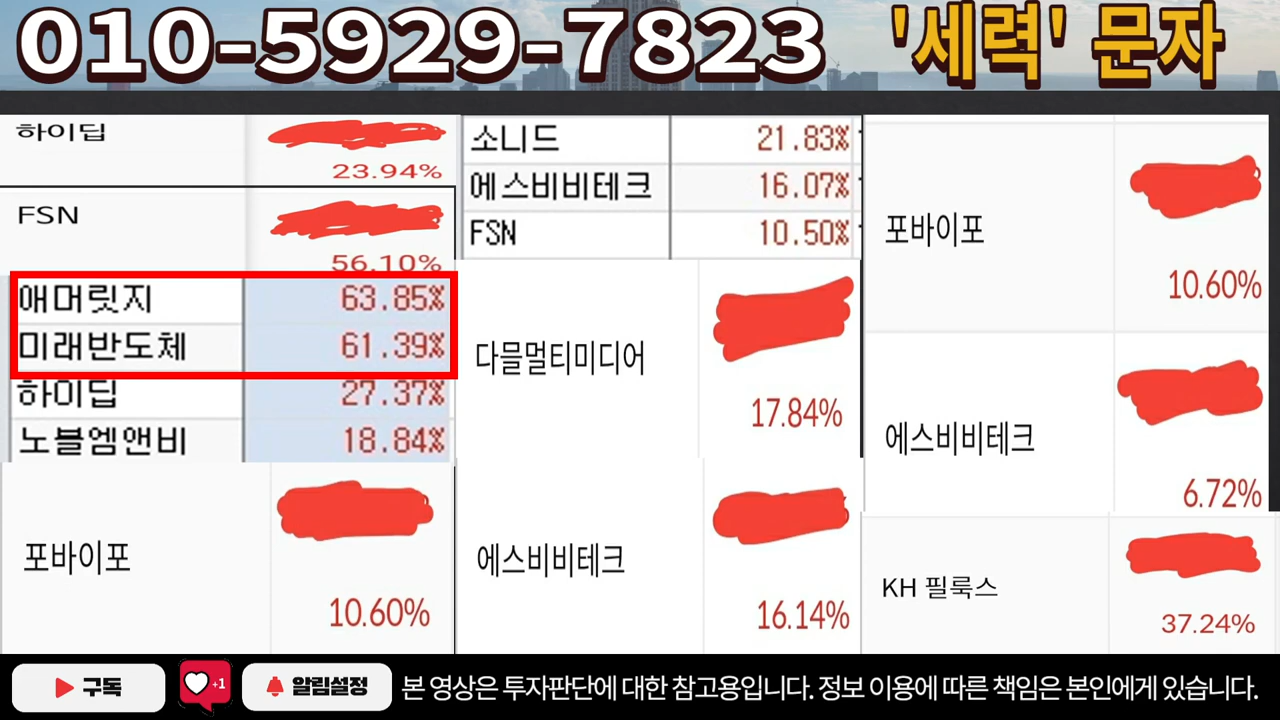 010-5929-7823 '세력' 문자
하이딥
23.94%
FSN
56.10%
애머릿지 63.85%
미래반도체 61.39%
하이딥 27.37%
노블엠앤비 18.84%
포바이포
10.60%
소니드 21.83%
에스비비테크 16.07%
FSN 10.50%
다믈멀티미디어
17.84%
에스비비테크
16.14%
포바이포
10.60%
에스비비테크
6.72%
KH 필룩스
37.24%
구독 +1 알림설정 본 영상은 투자판단에 대한 참고용입니다. 정보 이용에 따른 책임은 본인에게 있습니다.